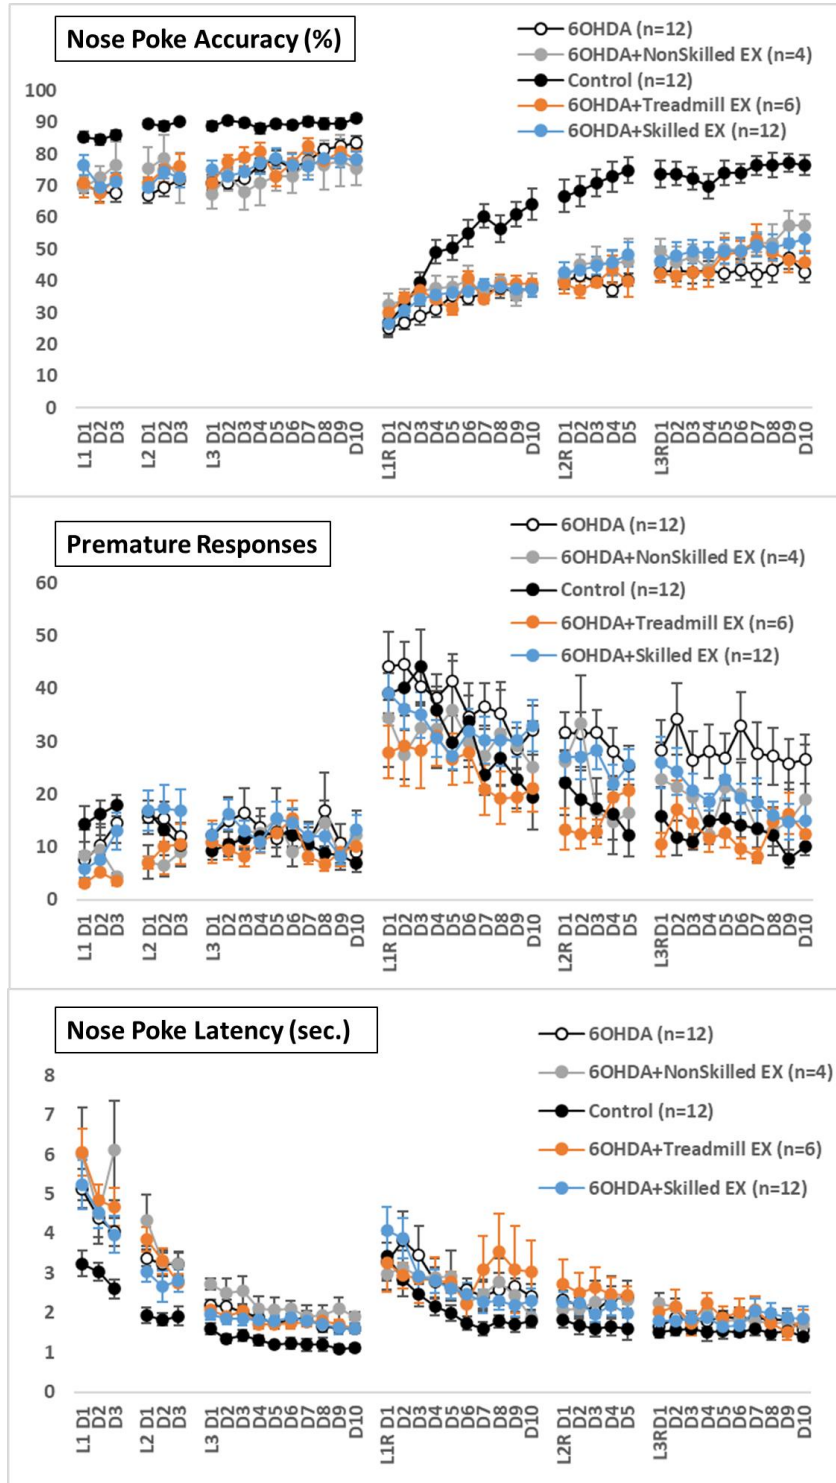 Nose Poke Accuracy (%)
6OHDA (n=12)
6OHDA+NonSkilled EX (n=4)
Control (n=12)
6OHDA+Treadmill EX (n=6)
6OHDA+Skilled EX (n=12)
100
90
80
70
60
50
40
30
20
10
0
L1 D1
D2
D3
L2 D1
D2
D3
L3 D1
D2
D3
D4
D5
D6
D7
D8
D9
D10
L1R D1
D2
D3
D4
D5
D6
D7
D8
D9
D10
L2R D1
D2
D3
D4
D5
L3R D1
D2
D3
D4
D5
D6
D7
D8
D9
D10
Premature Responses
6OHDA (n=12)
6OHDA+NonSkilled EX (n=4)
Control (n=12)
6OHDA+Treadmill EX (n=6)
6OHDA+Skilled EX (n=12)
60
50
40
30
20
10
0
L1 D1
D2
D3
L2 D1
D2
D3
L3 D1
D2
D3
D4
D5
D6
D7
D8
D9
D10
L1R D1
D2
D3
D4
D5
D6
D7
D8
D9
D10
L2R D1
D2
D3
D4
D5
L3R D1
D2
D3
D4
D5
D6
D7
D8
D9
D10
Nose Poke Latency (sec.)
6OHDA (n=12)
6OHDA+NonSkilled EX (n=4)
Control (n=12)
6OHDA+Treadmill EX (n=6)
6OHDA+Skilled EX (n=12)
8
7
6
5
4
3
2
1
0
L1 D1
D2
D3
L2 D1
D2
D3
L3 D1
D2
D3
D4
D5
D6
D7
D8
D9
D10
L1R D1
D2
D3
D4
D5
D6
D7
D8
D9
D10
L2R D1
D2
D3
D4
D5
L3R D1
D2
D3
D4
D5
D6
D7
D8
D9
D10